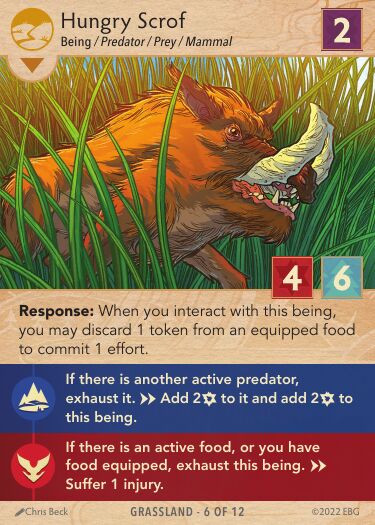 Hungry Scrof
Being / Predator / Prey / Mammal
2
4
6
Response: When you interact with this being,
you may discard 1 token from an equipped food
to commit 1 effort.
If there is another active predator,
exhaust it. Add 2 to it and add 2 to
this being.
If there is an active food, or you have
food equipped, exhaust this being.
Suffer 1 injury.
Chris Beck
GRASSLAND - 6 OF 12
©2022 EBG